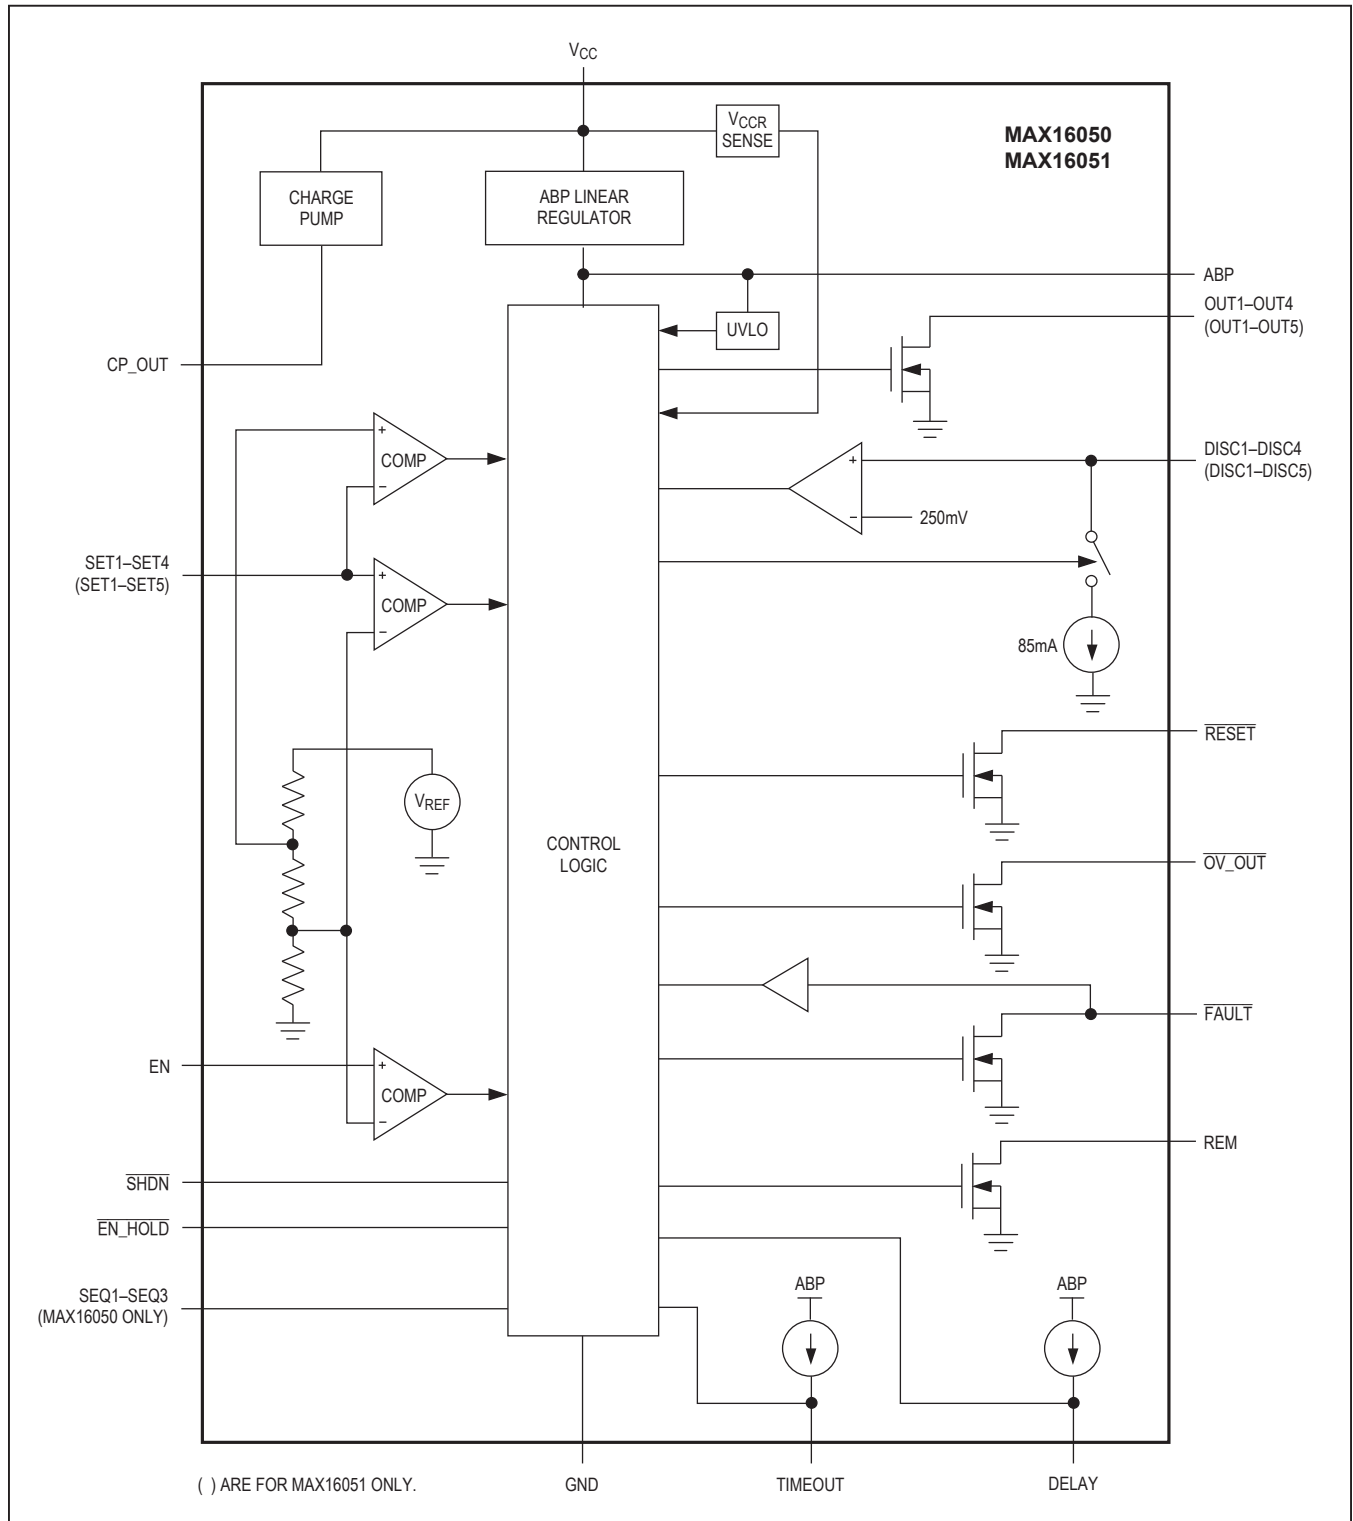 VCC
VCCR
SENSE
MAX16050
MAX16051
CHARGE
PUMP
ABP LINEAR
REGULATOR
ABP
OUT1–OUT4
(OUT1–OUT5)
UVLO
CP_OUT
+
COMP
−
DISC1–DISC4
(DISC1–DISC5)
+
−
250mV
SET1–SET4
(SET1–SET5)
+
COMP
−
85mA
RESET
VREF
CONTROL
LOGIC
OV_OUT
FAULT
EN
+
COMP
−
REM
SHDN
EN_HOLD
SEQ1–SEQ3
(MAX16050 ONLY)
ABP
ABP
( ) ARE FOR MAX16051 ONLY.
GND
TIMEOUT
DELAY